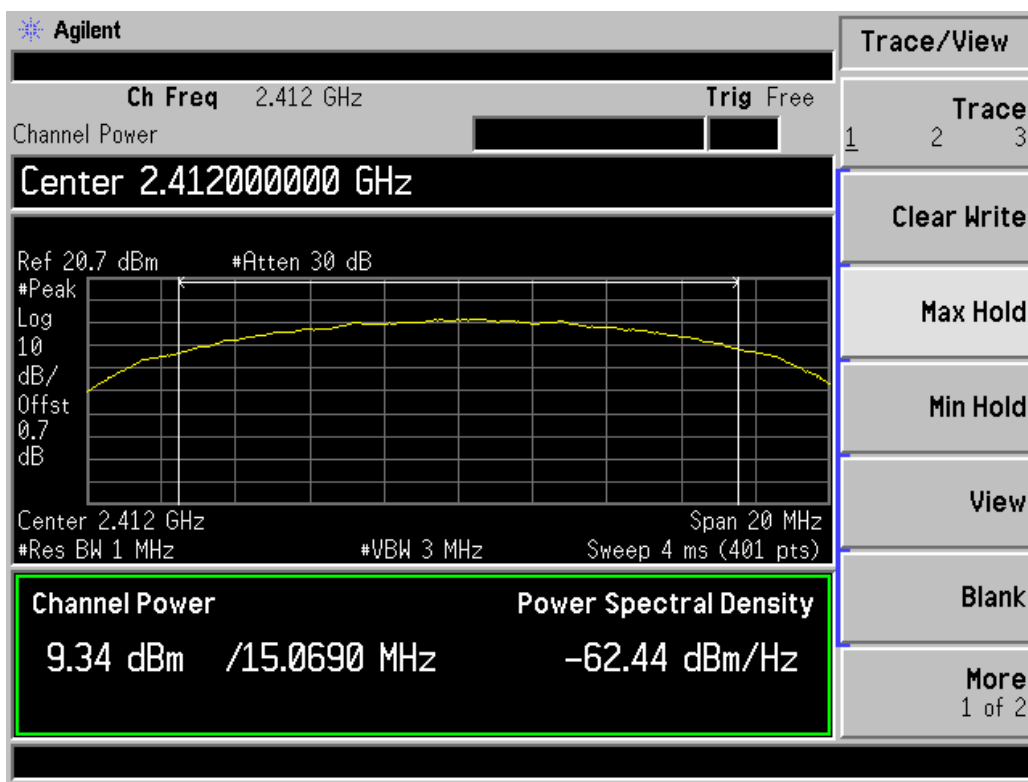 Agilent
Trace/View
Ch Freq 2.412 GHz Trig Free
Channel Power
Center 2.412000000 GHz
Ref 20.7 dBm #Atten 30 dB
#Peak
Log
10
dB/
Offst
0.7
dB
Center 2.412 GHz Span 20 MHz
#Res BW 1 MHz #VBW 3 MHz Sweep 4 ms (401 pts)
Channel Power Power Spectral Density
9.34 dBm /15.0690 MHz -62.44 dBm/Hz
Trace
1 2 3
Clear Write
Max Hold
Min Hold
View
Blank
More
1 of 2